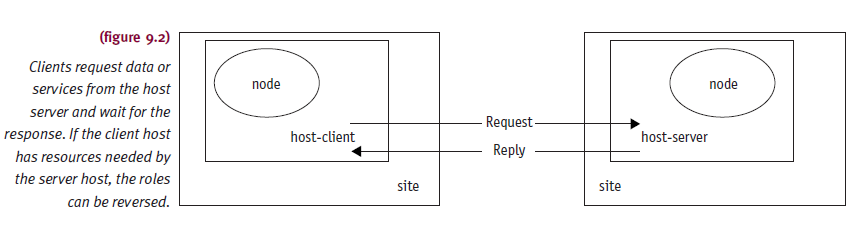 (figure 9.2)
Clients request data or
services from the host
server and wait for the
response. If the client host
has resources needed by
the server host, the roles
can be reversed.
node
host-client
site
Request
Reply
node
host-server
site